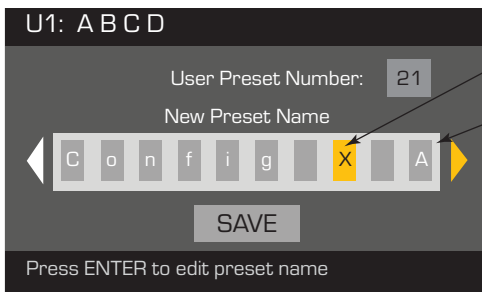 U1: A B C D
User Preset Number: 21
New Preset Name
C o n f i g X A
SAVE
Press ENTER to edit preset name